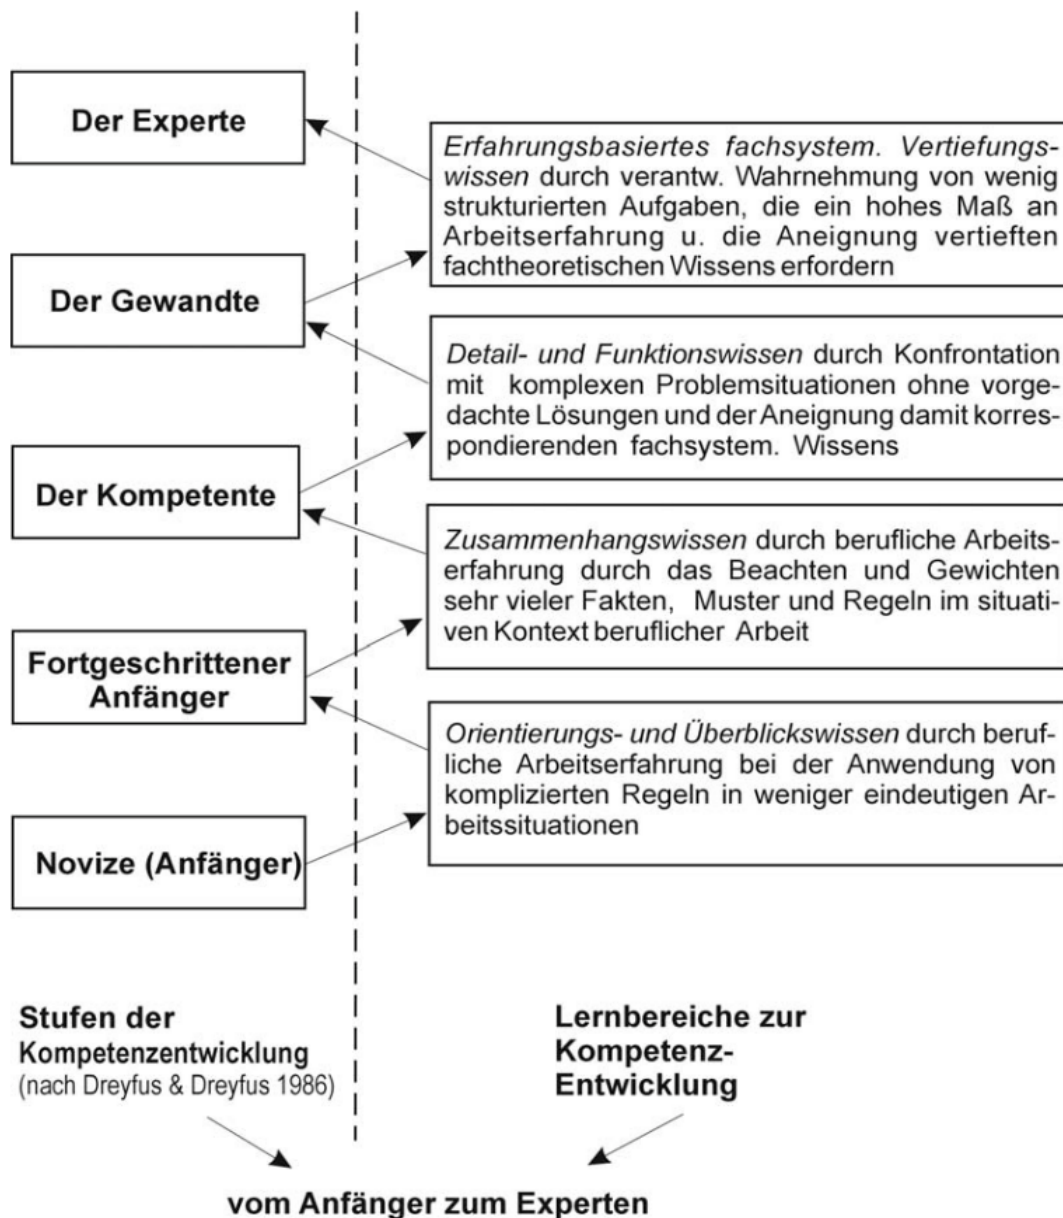 Der Experte
Erfahrungsbasiertes fachsystem. Vertiefungs-
wissen durch verantw. Wahrnehmung von wenig
strukturierten Aufgaben, die ein hohes Maß an
Arbeitserfahrung u. die Aneignung vertieften
fachtheoretischen Wissens erfordern
Der Gewandte
Detail- und Funktionswissen durch Konfrontation
mit komplexen Problemsituationen ohne vorge-
dachte Lösungen und der Aneignung damit korres-
pondierenden fachsystem. Wissens
Der Kompetente
Zusammenhangswissen durch berufliche Arbeits-
erfahrung durch das Beachten und Gewichten
sehr vieler Fakten, Muster und Regeln im situati-
ven Kontext beruflicher Arbeit
Fortgeschrittener
Anfänger
Orientierungs- und Überblickswissen durch beruf-
liche Arbeitserfahrung bei der Anwendung von
komplizierten Regeln in weniger eindeutigen Ar-
beitssituationen
Novize (Anfänger)
Stufen der
Kompetenzentwicklung
(nach Dreyfus & Dreyfus 1986)
Lernbereiche zur
Kompetenz-
Entwicklung
vom Anfänger zum Experten